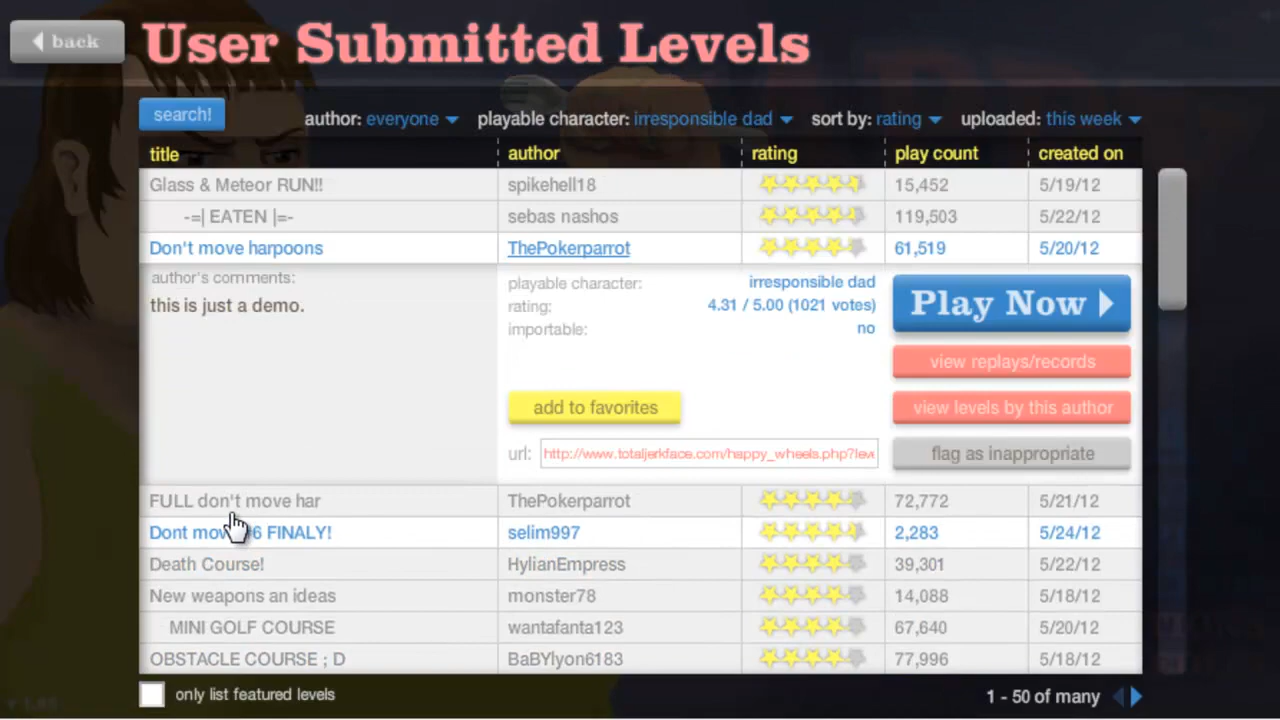 back
User Submitted Levels
search!
author: everyone
playable character: irresponsible dad
sort by: rating
uploaded: this week
title author rating play count created on
Glass & Meteor RUN!! spikehell18 15,452 5/19/12
-=| EATEN |=- sebas nashos 119,503 5/22/12
Don't move harpoons ThePokerparrot 61,519 5/20/12
author's comments:
this is just a demo.
playable character: irresponsible dad
rating: 4.31 / 5.00 (1021 votes)
importable: no
add to favorites
url: http://www.totaljerkface.com/happy_wheels.php?lev
Play Now
view replays/records
view levels by this author
flag as inappropriate
FULL don't move har ThePokerparrot 72,772 5/21/12
Dont mov 6 FINALY! selim997 2,283 5/24/12
Death Course! HylianEmpress 39,301 5/22/12
New weapons an ideas monster78 14,088 5/18/12
MINI GOLF COURSE wantafanta123 67,640 5/20/12
OBSTACLE COURSE ; D BaBYlyon6183 77,996 5/18/12
only list featured levels
1 - 50 of many